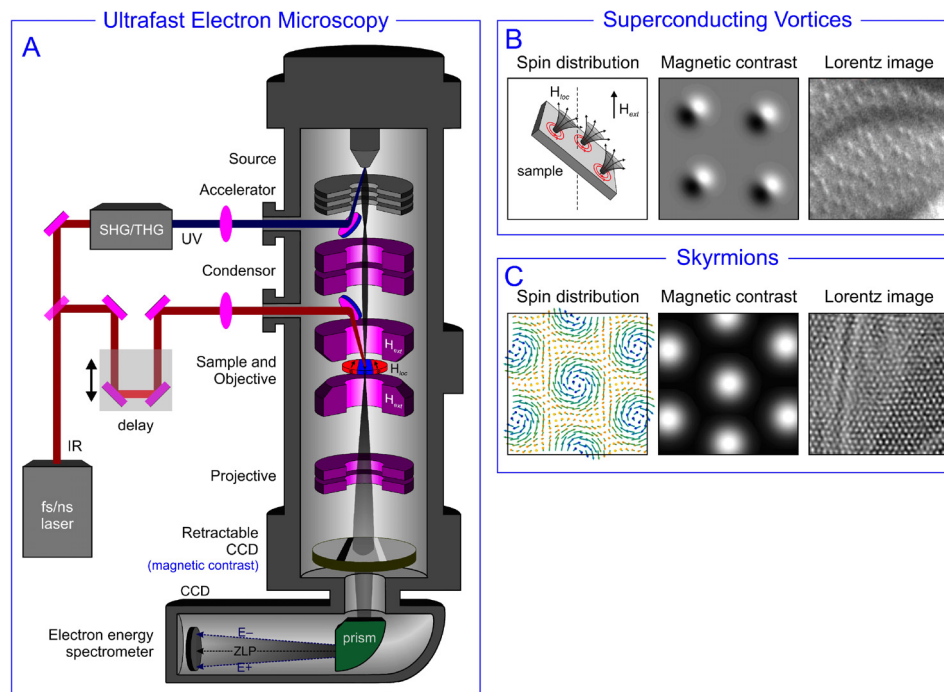 Ultrafast Electron Microscopy
A
Source
Accelerator
SHG/THG
UV
Condensor
H_ext
Sample and
Objective
H_loc
H_ext
delay
IR
Projective
fs/ns
laser
Retractable
CCD
(magnetic contrast)
CCD
Electron energy
spectrometer
E−
ZLP
E+
prism
Superconducting Vortices
B
Spin distribution
Magnetic contrast
Lorentz image
H_loc
H_ext
sample
Skyrmions
C
Spin distribution
Magnetic contrast
Lorentz image